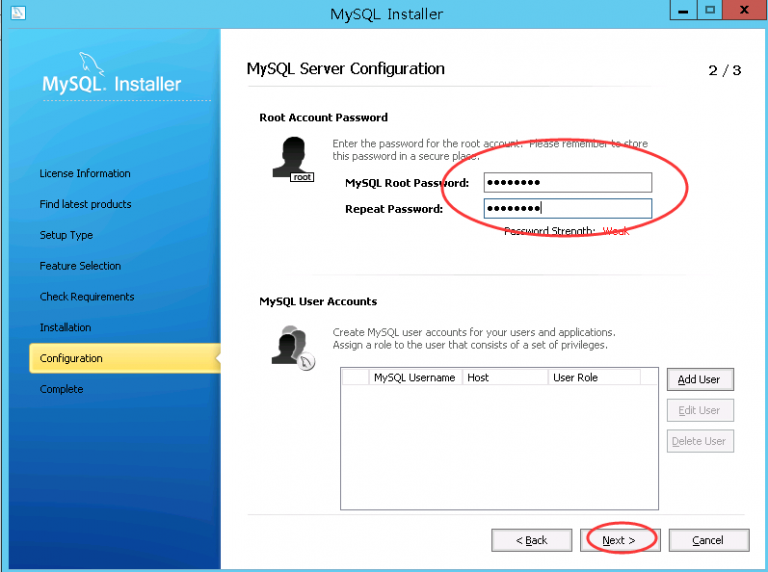 MySQL Installer
MySQL. Installer
License Information
Find latest products
Setup Type
Feature Selection
Check Requirements
Installation
Configuration
Complete
MySQL Server Configuration
2 / 3
Root Account Password
Enter the password for the root account. Please remember to store
this password in a secure place.
root
MySQL Root Password: ●●●●●●●●
Repeat Password: ●●●●●●●●
Password Strength: Weak
MySQL User Accounts
Create MySQL user accounts for your users and applications.
Assign a role to the user that consists of a set of privileges.
MySQL Username Host User Role
Add User
Edit User
Delete User
< Back Next > Cancel